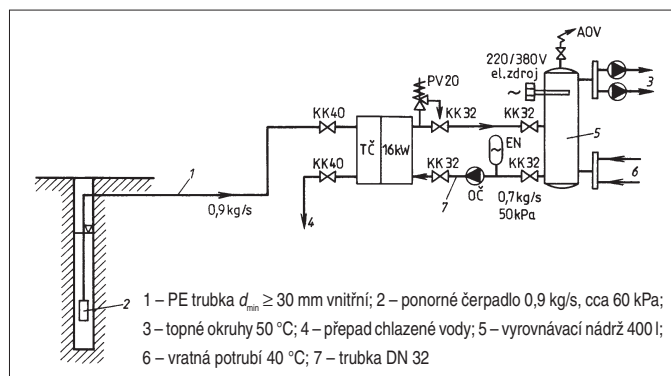 AOV
220/380V
el.zdroj
~
3
PV20
KK40
KK32
KK32
TČ
16kW
5
EN
KK40
KK32
KK32
1
0,9 kg/s
4
7
OČ
0,7 kg/s
50kPa
6
2
1 – PE trubka dmin ≥ 30 mm vnitřní; 2 – ponorné čerpadlo 0,9 kg/s, cca 60 kPa;
3 – topné okruhy 50 °C; 4 – přepad chlazené vody; 5 – vyrovnávací nádrž 400 l;
6 – vratná potrubí 40 °C; 7 – trubka DN 32